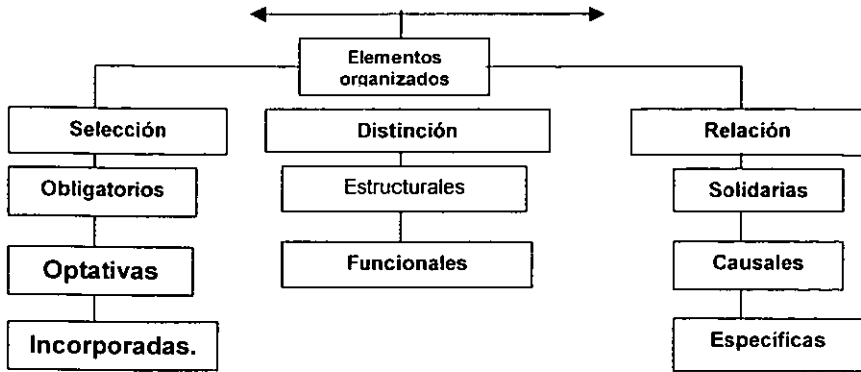 Elementos
organizados
Selección
Distinción
Relación
Obligatorios
Estructurales
Solidarias
Optativas
Funcionales
Causales
Incorporadas.
Específicas